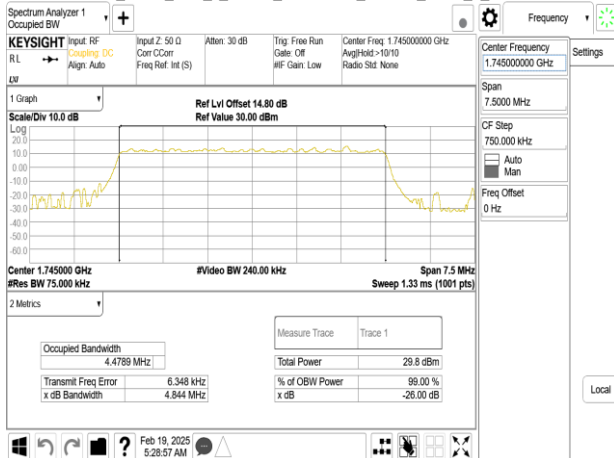 Spectrum Analyzer 1
Occupied BW
+
Frequency
KEYSIGHT
Input: RF
Input Z: 50 Ω
Atten: 30 dB
Trig: Free Run
Center Freq: 1.745000000 GHz
RL
Coupling: DC
Corr CCorr
Gate: Off
Avg|Hold:>10/10
Align: Auto
Freq Ref: Int (S)
#IF Gain: Low
Radio Std: None
LXI
Center Frequency
1.745000000 GHz
Settings
Span
7.5000 MHz
CF Step
750.000 kHz
Auto
Man
Freq Offset
0 Hz
Local
1 Graph
Ref Lvl Offset 14.80 dB
Scale/Div 10.0 dB
Ref Value 30.00 dBm
Log
20.0
10.0
0.00
-10.0
-20.0
-30.0
-40.0
-50.0
-60.0
Center 1.745000 GHz
#Video BW 240.00 kHz
Span 7.5 MHz
#Res BW 75.000 kHz
Sweep 1.33 ms (1001 pts)
2 Metrics
Measure Trace
Trace 1
Occupied Bandwidth
4.4789 MHz
Total Power
29.8 dBm
Transmit Freq Error
6.348 kHz
% of OBW Power
99.00 %
x dB Bandwidth
4.844 MHz
x dB
-26.00 dB
?
Feb 19, 2025
5:28:57 AM